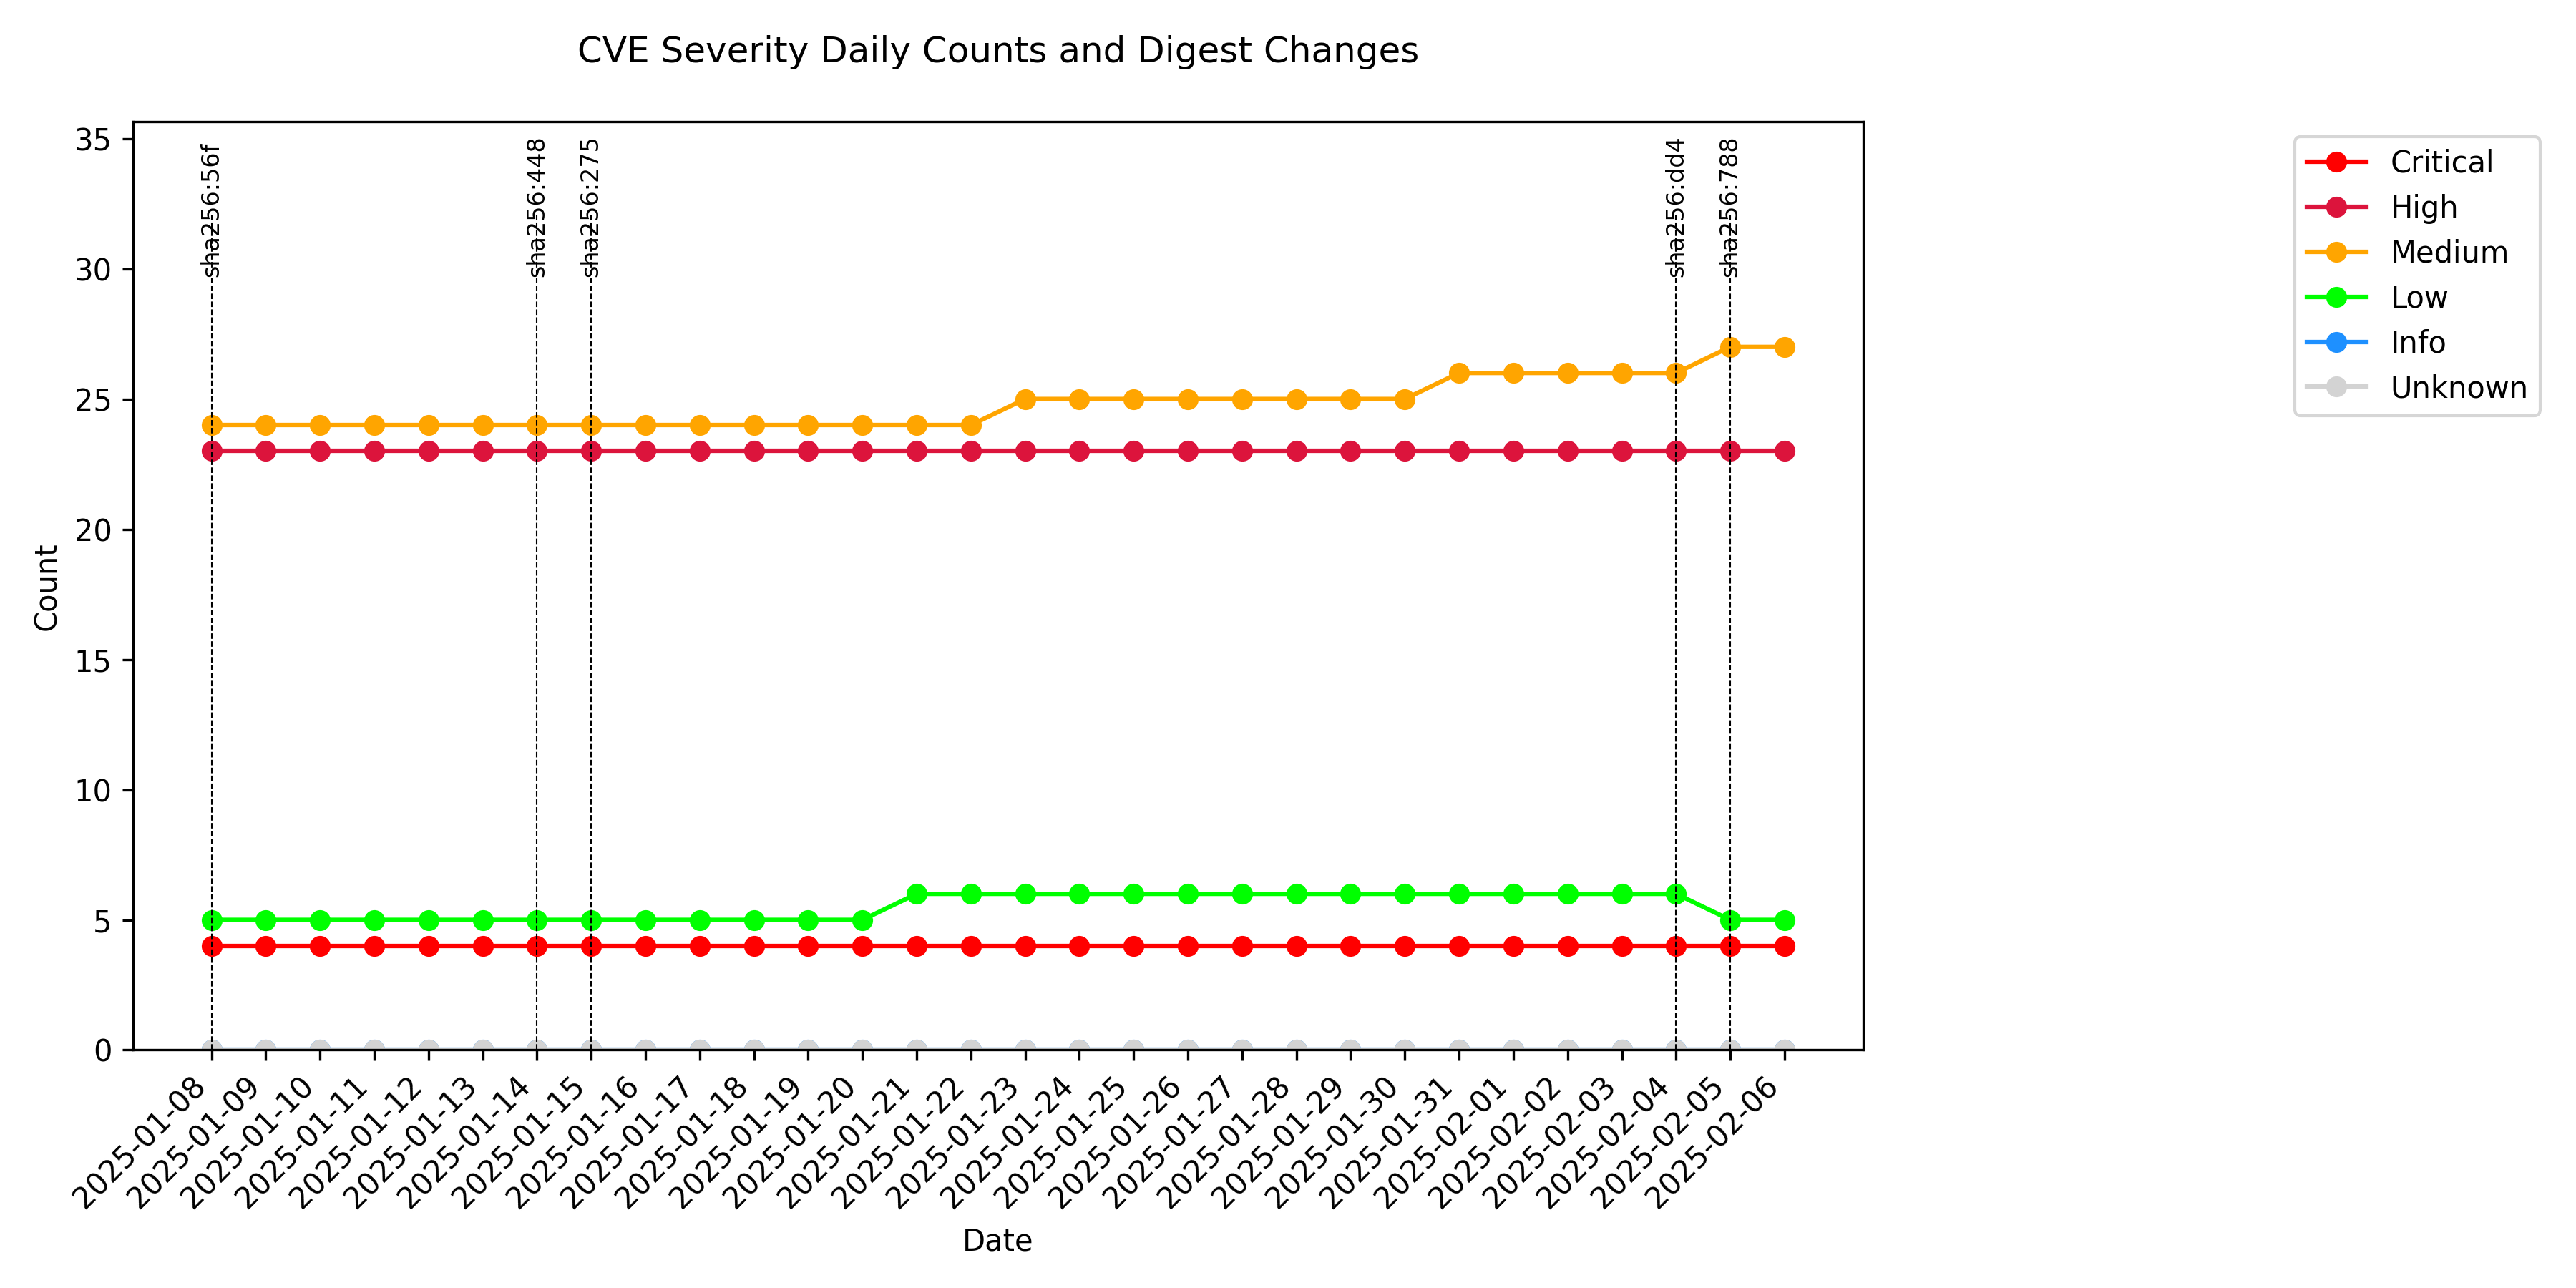 CVE Severity Daily Counts and Digest Changes
35
30
25
20
15
10
5
0
Count
sha256:56f
sha256:448
sha256:275
sha256:dd4
sha256:788
Critical
High
Medium
Low
Info
Unknown
2025-01-08
2025-01-09
2025-01-10
2025-01-11
2025-01-12
2025-01-13
2025-01-14
2025-01-15
2025-01-16
2025-01-17
2025-01-18
2025-01-19
2025-01-20
2025-01-21
2025-01-22
2025-01-23
2025-01-24
2025-01-25
2025-01-26
2025-01-27
2025-01-28
2025-01-29
2025-01-30
2025-01-31
2025-02-01
2025-02-02
2025-02-03
2025-02-04
2025-02-05
2025-02-06
Date